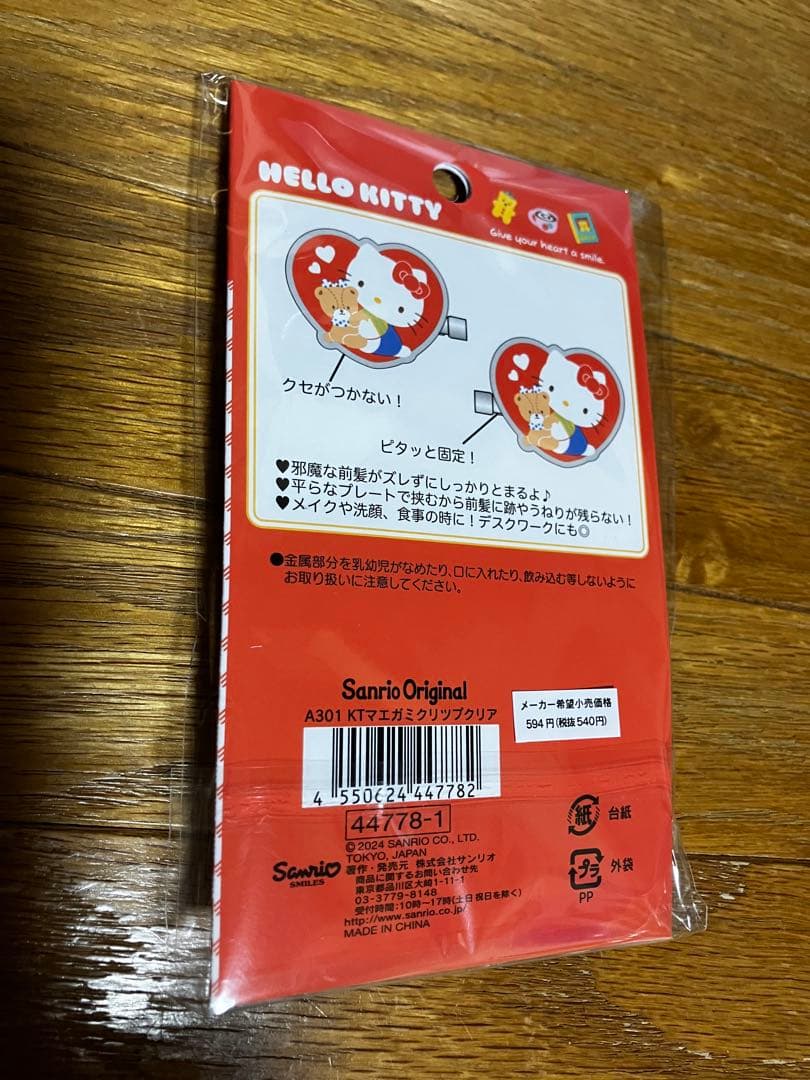 HELLO KITTY
Give your heart a smile.
クセがつかない！
ピタッと固定！
♥邪魔な前髪がズレずにしっかりとまるよ♪
♥平らなプレートで挟むから前髪に跡やうねりが残らない！
♥メイクや洗顔、食事の時に！デスクワークにも◎
●金属部分を乳幼児がなめたり、口に入れたり、飲み込む等しないように
お取り扱いに注意してください。
Sanrio Original
A301 KTマエガミクリツプクリア
メーカー希望小売価格
594円(税抜540円)
4 550624 447782
44778-1
© 2024 SANRIO CO., LTD.
TOKYO, JAPAN
Sanrio
SMILES
著作・発売元 株式会社サンリオ
商品に関するお問い合わせ先
東京都品川区大崎1-11-1
03-3779-8148
受付時間:10時～17時(土日祝日を除く)
http://www.sanrio.co.jp/
MADE IN CHINA
紙 台紙
プラ 外袋
PP